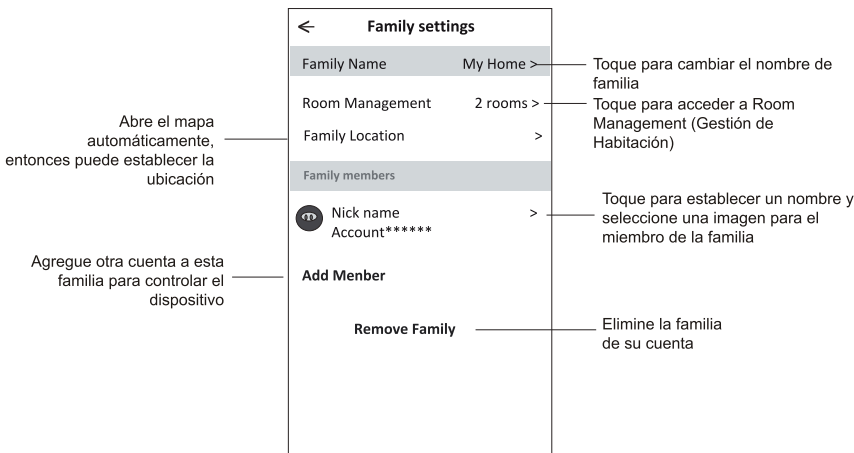 Family settings
Family Name My Home >
Room Management 2 rooms >
Family Location >
Family members
Nick name >
Account******
Add Menber
Remove Family
Abre el mapa
automáticamente,
entonces puede establecer la
ubicación
Agregue otra cuenta a esta
familia para controlar el
dispositivo
Toque para cambiar el nombre de
familia
Toque para acceder a Room
Management (Gestión de
Habitación)
Toque para establecer un nombre y
seleccione una imagen para el
miembro de la familia
Elimine la familia
de su cuenta